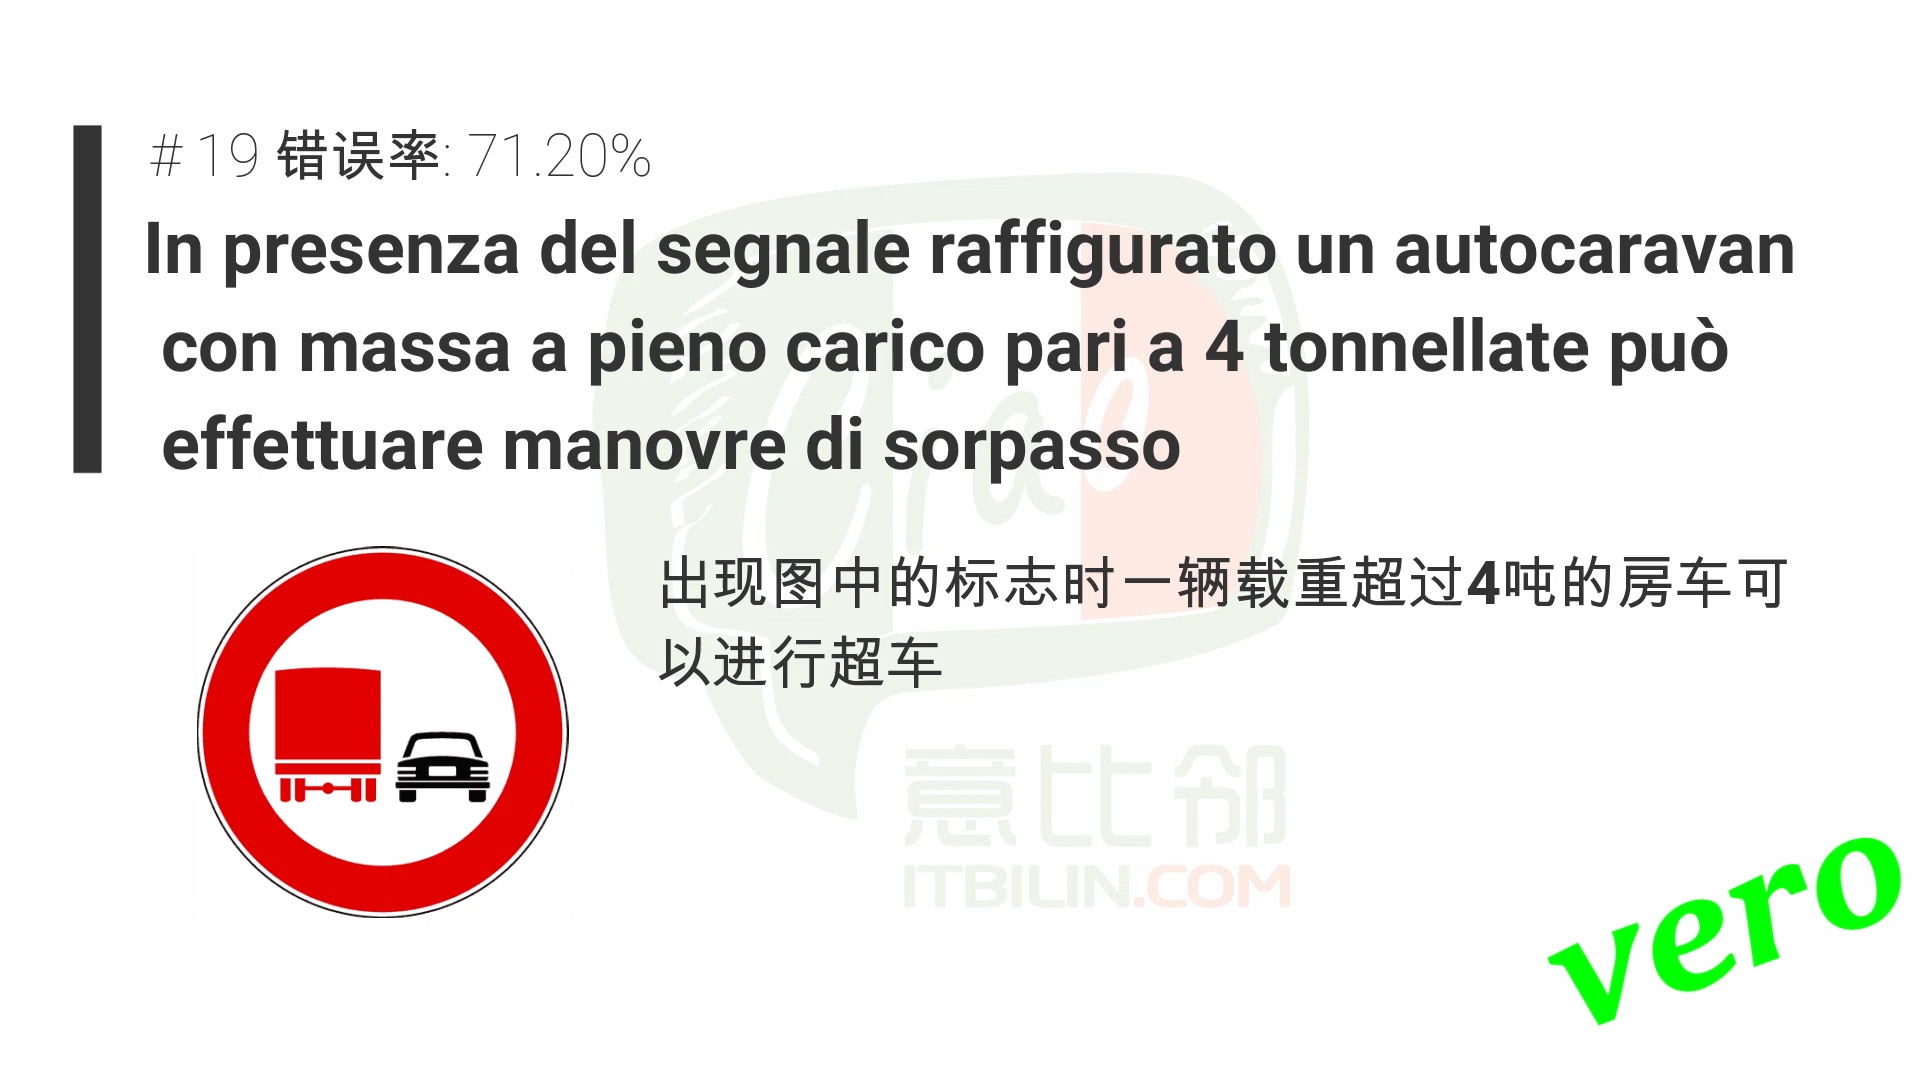 # 19 错误率: 71.20%
In presenza del segnale raffigurato un autocaravan
con massa a pieno carico pari a 4 tonnellate può
effettuare manovre di sorpasso
出现图中的标志时一辆载重超过4吨的房车可
以进行超车
Ciao
意比邻
ITBILIN.COM
vero